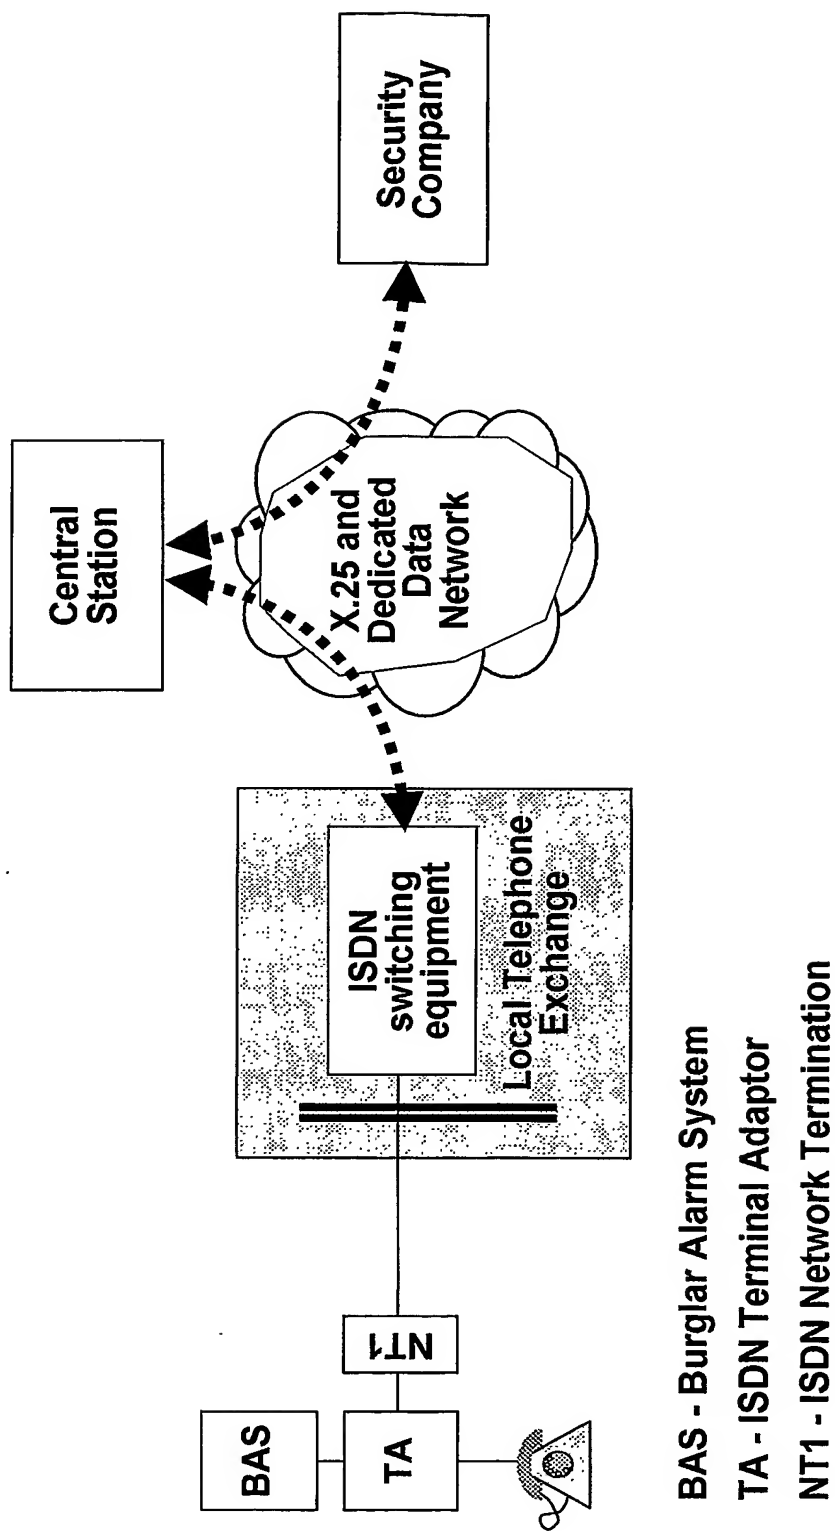 Central
Station
Security
Company
X.25 and
Dedicated
Data
Network
ISDN
switching
equipment
Local Telephone
Exchange
NT1
BAS
TA
BAS - Burglar Alarm System
TA - ISDN Terminal Adaptor
NT1 - ISDN Network Termination